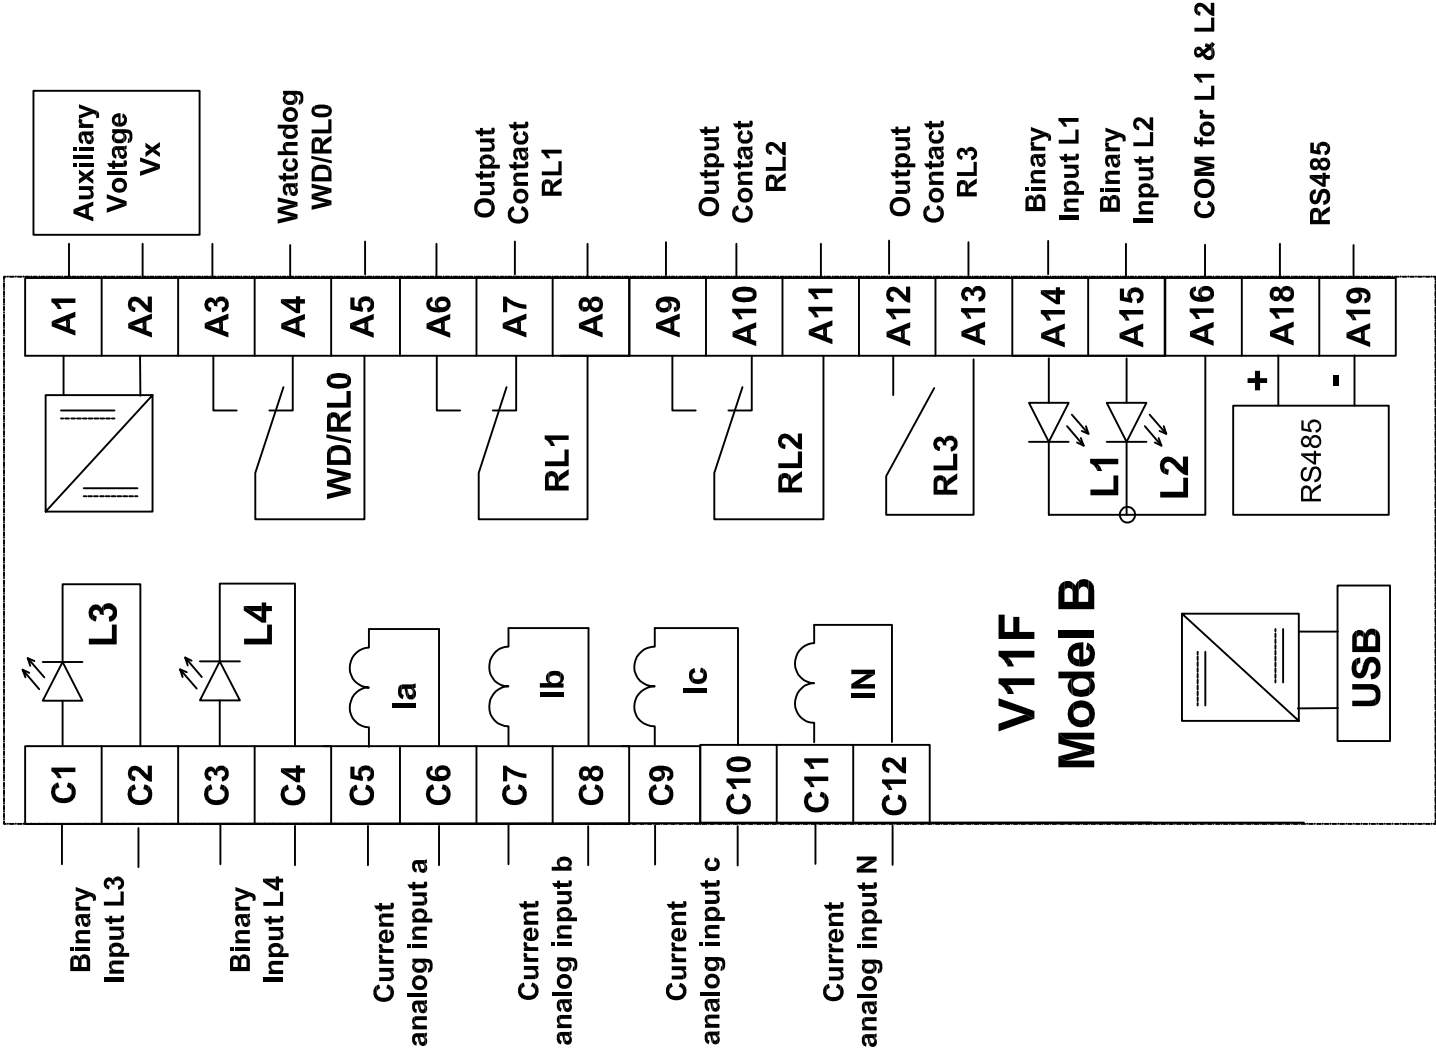 Auxiliary
Voltage
Vx
Watchdog
WD/RL0
Output
Contact
RL1
Output
Contact
RL2
Output
Contact
RL3
Binary
Input L1
Binary
Input L2
COM for L1 & L2
RS485
A1
A2
A3
A4
A5
A6
A7
A8
A9
A10
A11
A12
A13
A14
A15
A16
A18
A19
+
-
WD/RL0
RL1
RL2
RL3
L1
L2
RS485
L3
L4
Ia
Ib
Ic
IN
V11F
Model B
USB
C1
C2
C3
C4
C5
C6
C7
C8
C9
C10
C11
C12
Binary
Input L3
Binary
Input L4
Current
analog input a
Current
analog input b
Current
analog input c
Current
analog input N